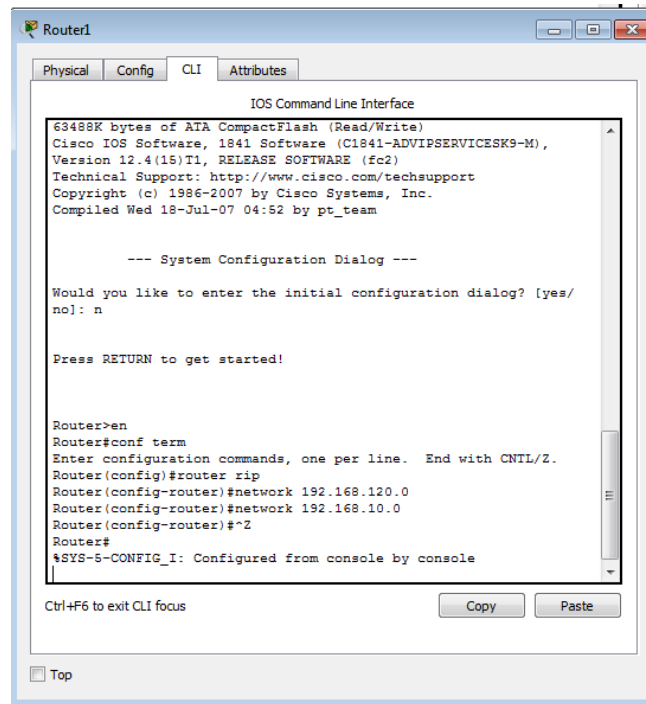 Router1
Physical Config CLI Attributes
IOS Command Line Interface
63488K bytes of ATA CompactFlash (Read/Write)
Cisco IOS Software, 1841 Software (C1841-ADVIPSERVICESK9-M),
Version 12.4(15)T1, RELEASE SOFTWARE (fc2)
Technical Support: http://www.cisco.com/techsupport
Copyright (c) 1986-2007 by Cisco Systems, Inc.
Compiled Wed 18-Jul-07 04:52 by pt_team
--- System Configuration Dialog ---
Would you like to enter the initial configuration dialog? [yes/
no]: n
Press RETURN to get started!
Router>en
Router#conf term
Enter configuration commands, one per line.  End with CNTL/Z.
Router(config)#router rip
Router(config-router)#network 192.168.120.0
Router(config-router)#network 192.168.10.0
Router(config-router)#^Z
Router#
%SYS-5-CONFIG_I: Configured from console by console
Ctrl+F6 to exit CLI focus Copy Paste
Top